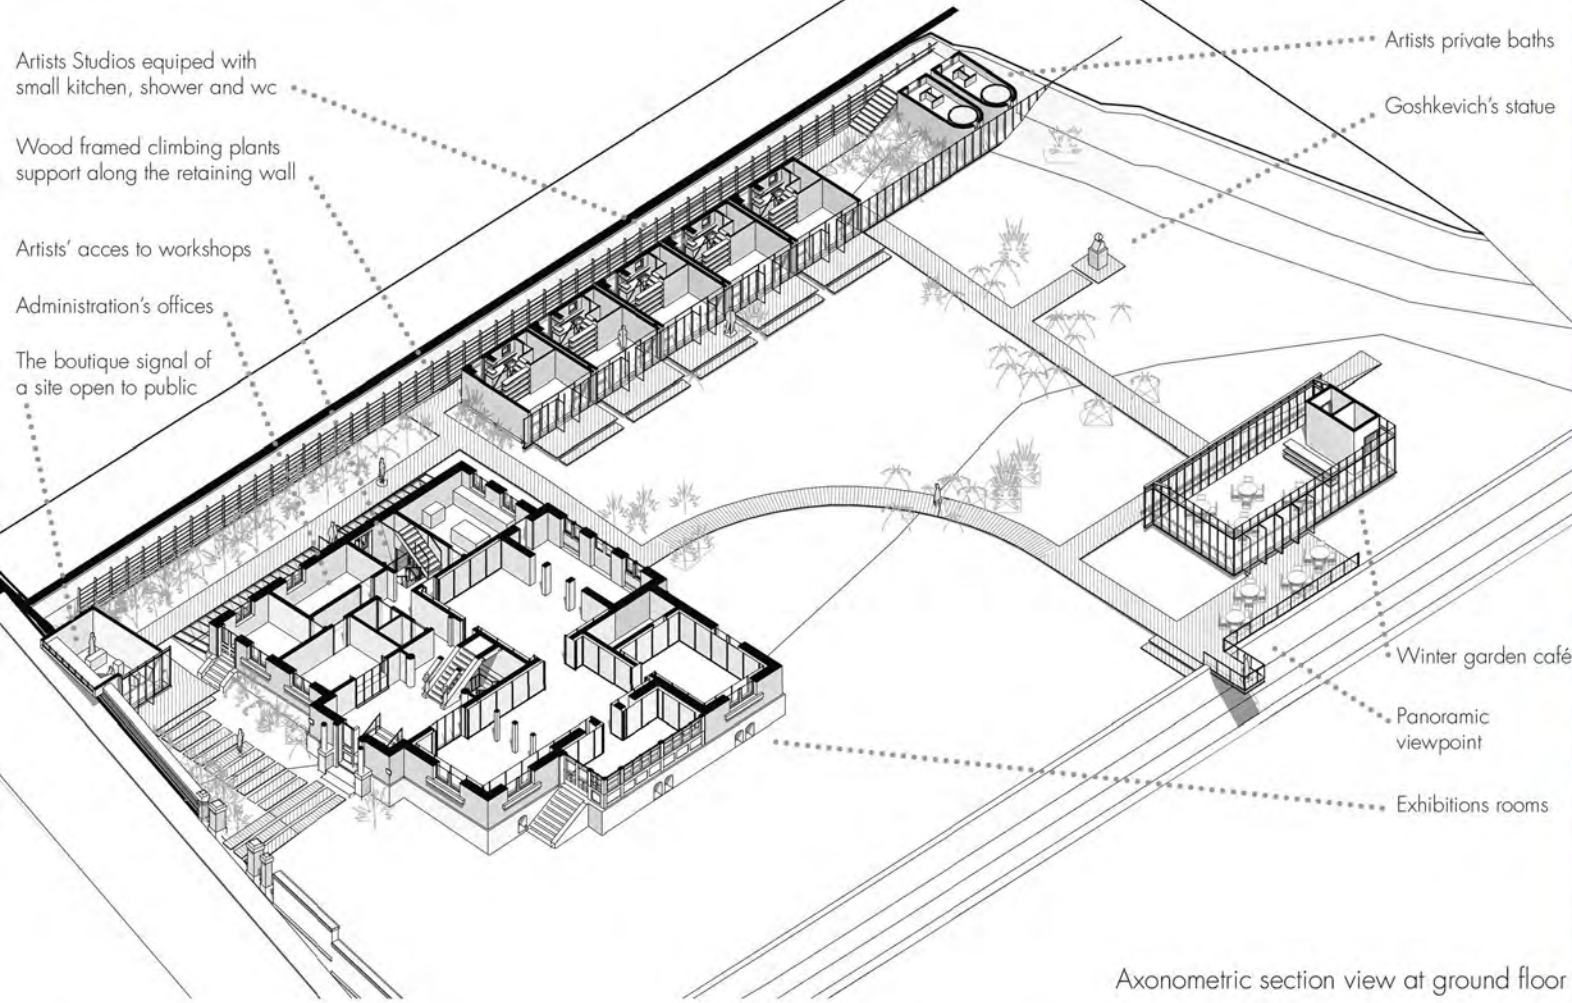 Artists Studios equiped with
small kitchen, shower and wc
Wood framed climbing plants
support along the retaining wall
Artists' acces to workshops
Administration's offices
The boutique signal of
a site open to public
Artists private baths
Goshkevich's statue
Winter garden café
Panoramic
viewpoint
Exhibitions rooms
Axonometric section view at ground floor